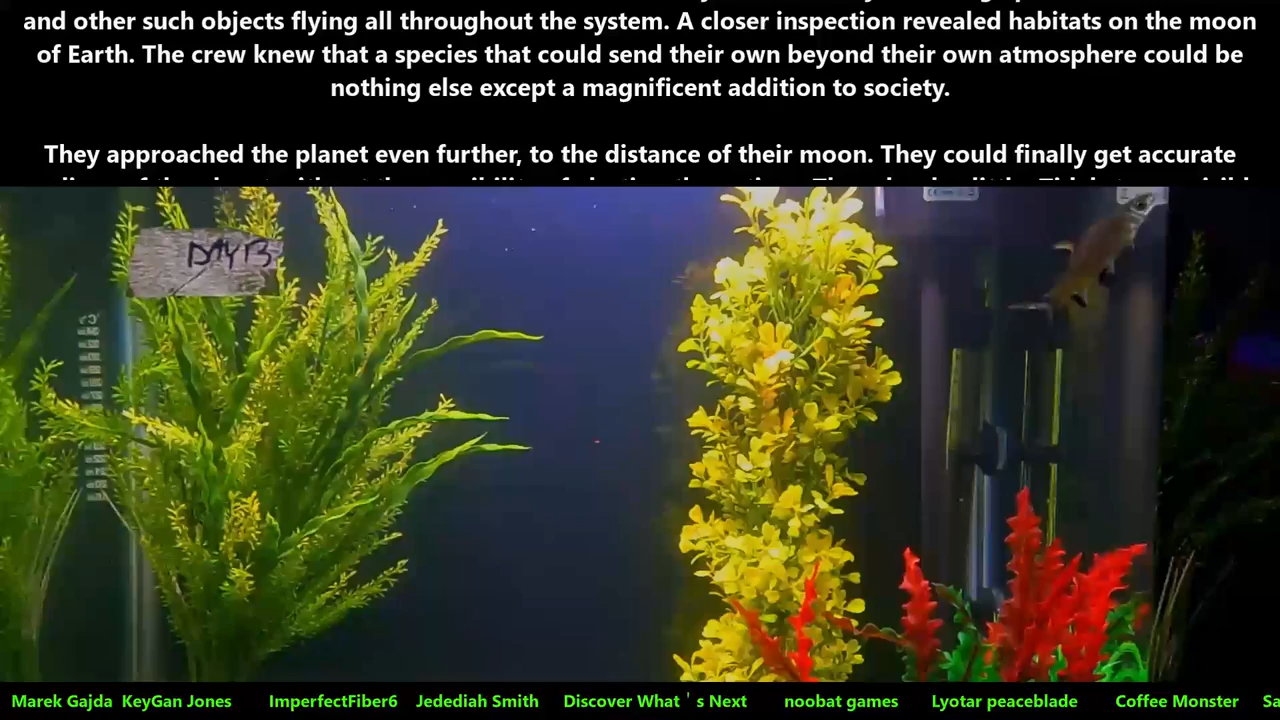 and other such objects flying all throughout the system. A closer inspection revealed habitats on the moon
of Earth. The crew knew that a species that could send their own beyond their own atmosphere could be
nothing else except a magnificent addition to society.
They approached the planet even further, to the distance of their moon. They could finally get accurate
DAY 13
°C
Marek Gajda KeyGan Jones ImperfectFiber6 Jedediah Smith Discover What ' s Next noobat games Lyotar peaceblade Coffee Monster Sa